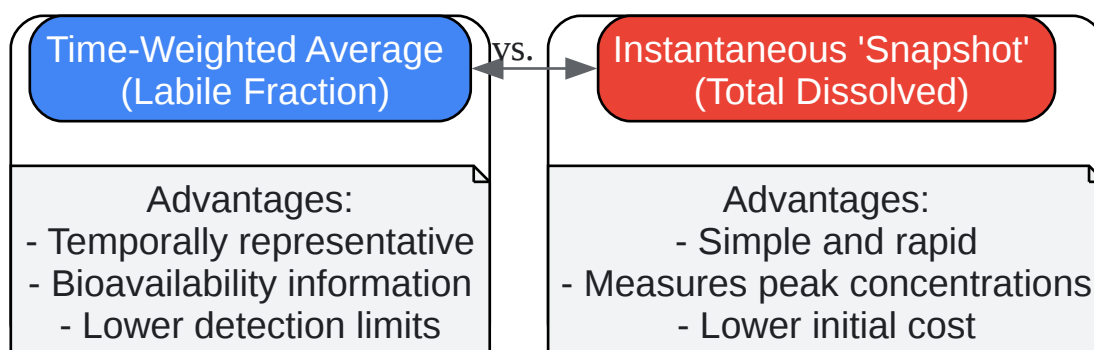 Time-Weighted Average
(Labile Fraction)
vs.
Instantaneous 'Snapshot'
(Total Dissolved)
Advantages:
- Temporally representative
- Bioavailability information
- Lower detection limits
Advantages:
- Simple and rapid
- Measures peak concentrations
- Lower initial cost